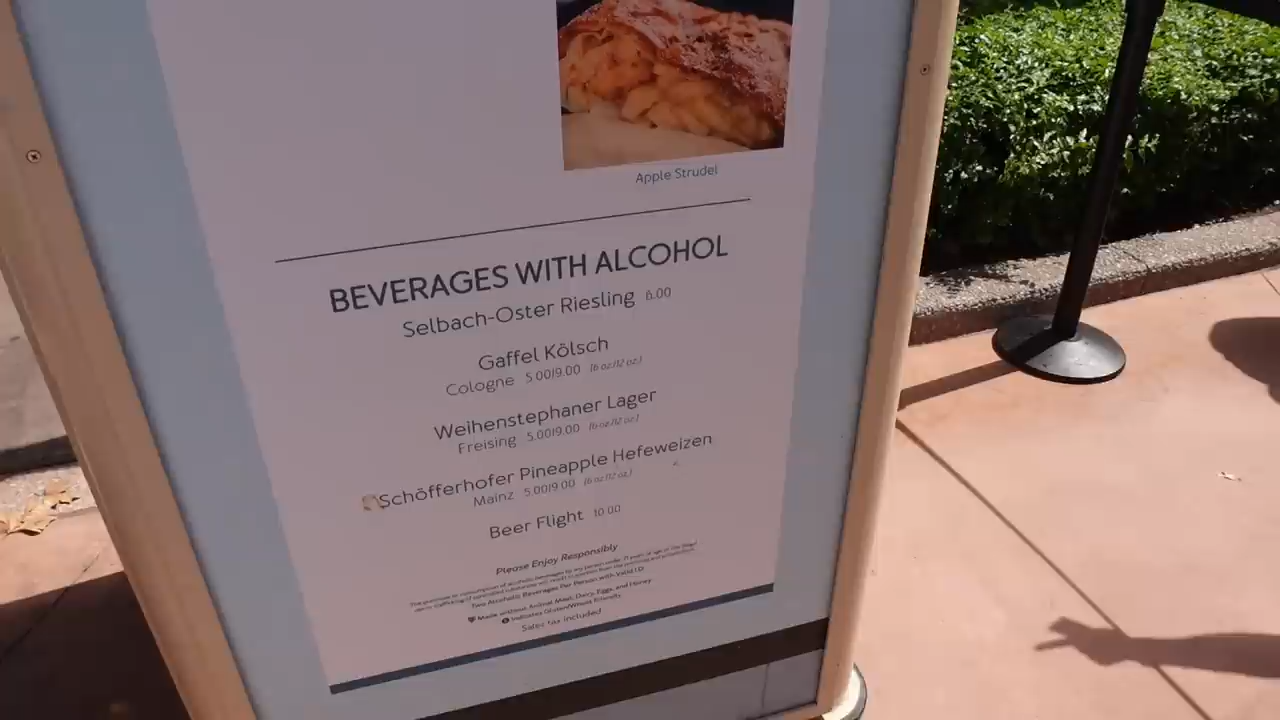 Apple Strudel
BEVERAGES WITH ALCOHOL
Selbach-Oster Riesling 6.00
Gaffel Kölsch
Cologne 5.00|9.00 (6 oz./12 oz.)
Weihenstephaner Lager
Freising 5.00|9.00 (6 oz./12 oz.)
Schöfferhofer Pineapple Hefeweizen
Mainz 5.00|9.00 (6 oz./12 oz.)
Beer Flight 10.00
Please Enjoy Responsibly
Two Alcoholic Beverages Per Person with Valid I.D.
Made without Animal Meat, Dairy, Eggs, and Honey
Indicates Gluten/Wheat Friendly
Sales tax included